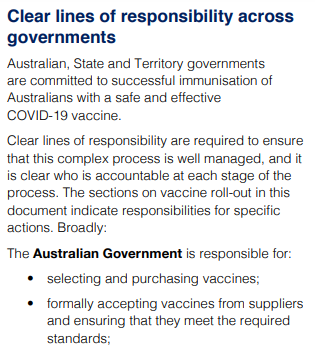 Clear lines of responsibility across
governments
Australian, State and Territory governments
are committed to successful immunisation of
Australians with a safe and effective
COVID-19 vaccine.
Clear lines of responsibility are required to ensure
that this complex process is well managed, and it
is clear who is accountable at each stage of the
process. The sections on vaccine roll-out in this
document indicate responsibilities for specific
actions. Broadly:
The Australian Government is responsible for:
• selecting and purchasing vaccines;
• formally accepting vaccines from suppliers
and ensuring that they meet the required
standards;